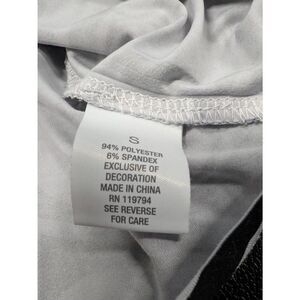 S
94% POLYESTER
6% SPANDEX
EXCLUSIVE OF
DECORATION
MADE IN CHINA
RN 119794
SEE REVERSE
FOR CARE